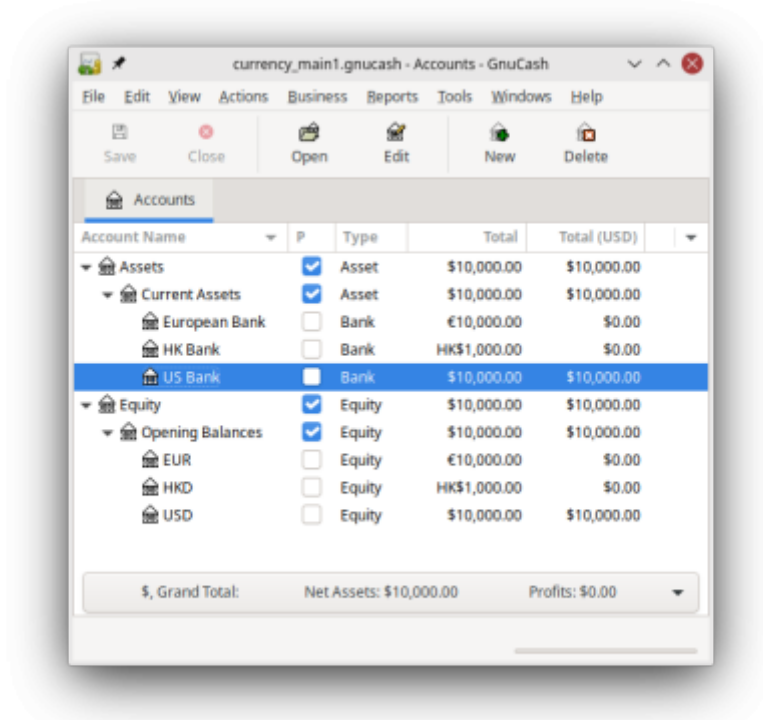 currency_main1.gnucash - Accounts - GnuCash
File Edit View Actions Business Reports Tools Windows Help
Save Close Open Edit New Delete
Accounts
Account Name P Type Total Total (USD)
Assets Asset $10,000.00 $10,000.00
Current Assets Asset $10,000.00 $10,000.00
European Bank Bank €10,000.00 $0.00
HK Bank Bank HK$1,000.00 $0.00
US Bank Bank $10,000.00 $10,000.00
Equity Equity $10,000.00 $10,000.00
Opening Balances Equity $10,000.00 $10,000.00
EUR Equity €10,000.00 $0.00
HKD Equity HK$1,000.00 $0.00
USD Equity $10,000.00 $10,000.00
$, Grand Total: Net Assets: $10,000.00 Profits: $0.00